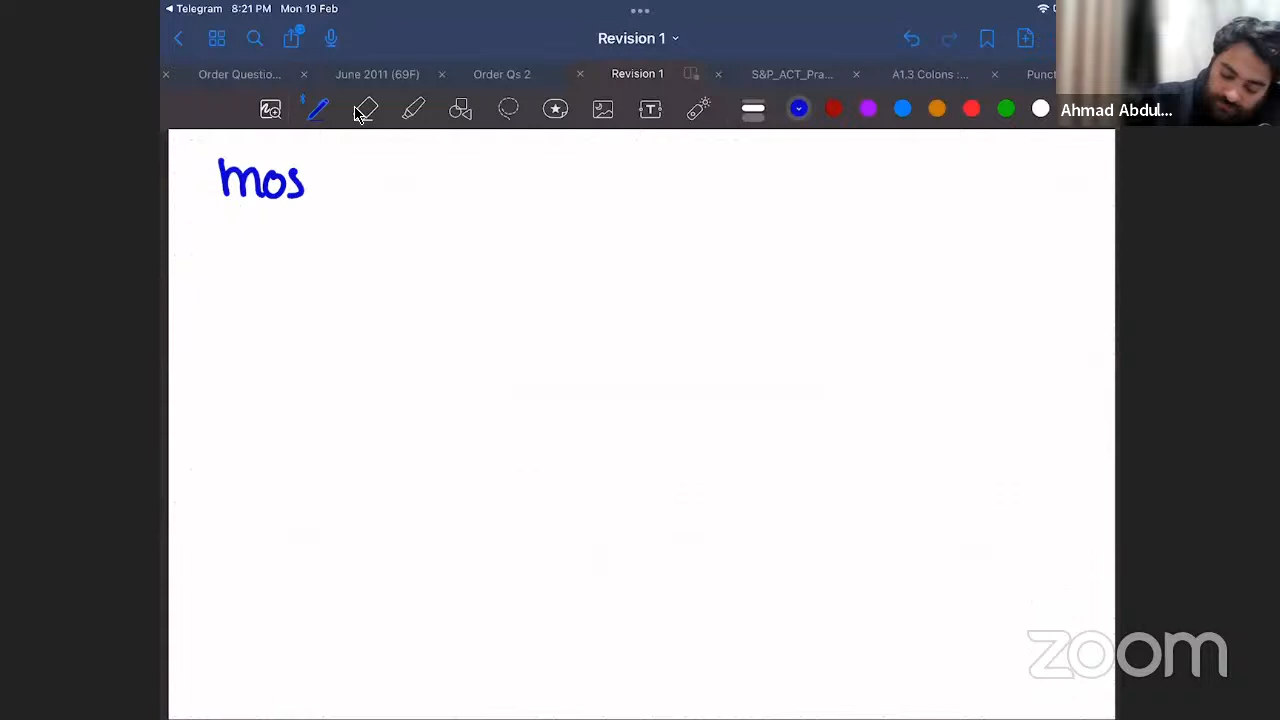 Telegram 8:21 PM Mon 19 Feb
Revision 1
Order Questio... June 2011 (69F) Order Qs 2 Revision 1 S&P_ACT_Pra... A1.3 Colons :... Punct
Ahmad Abdul...
mos
zoom